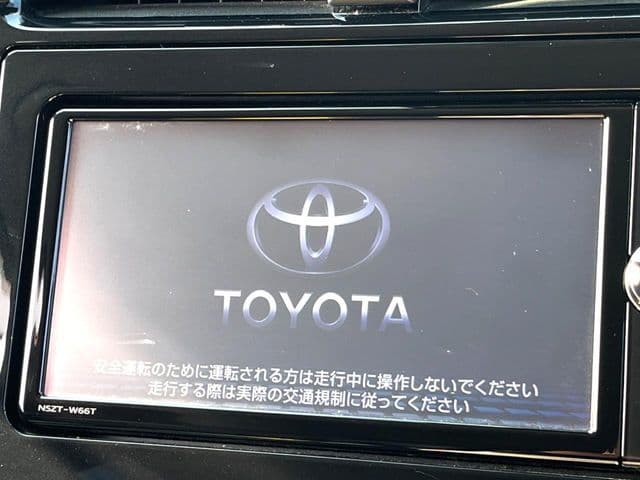 TOYOTA
安全運転のために運転される方は走行中に操作しないでください
走行する際は実際の交通規制に従ってください
NSZT-W66T